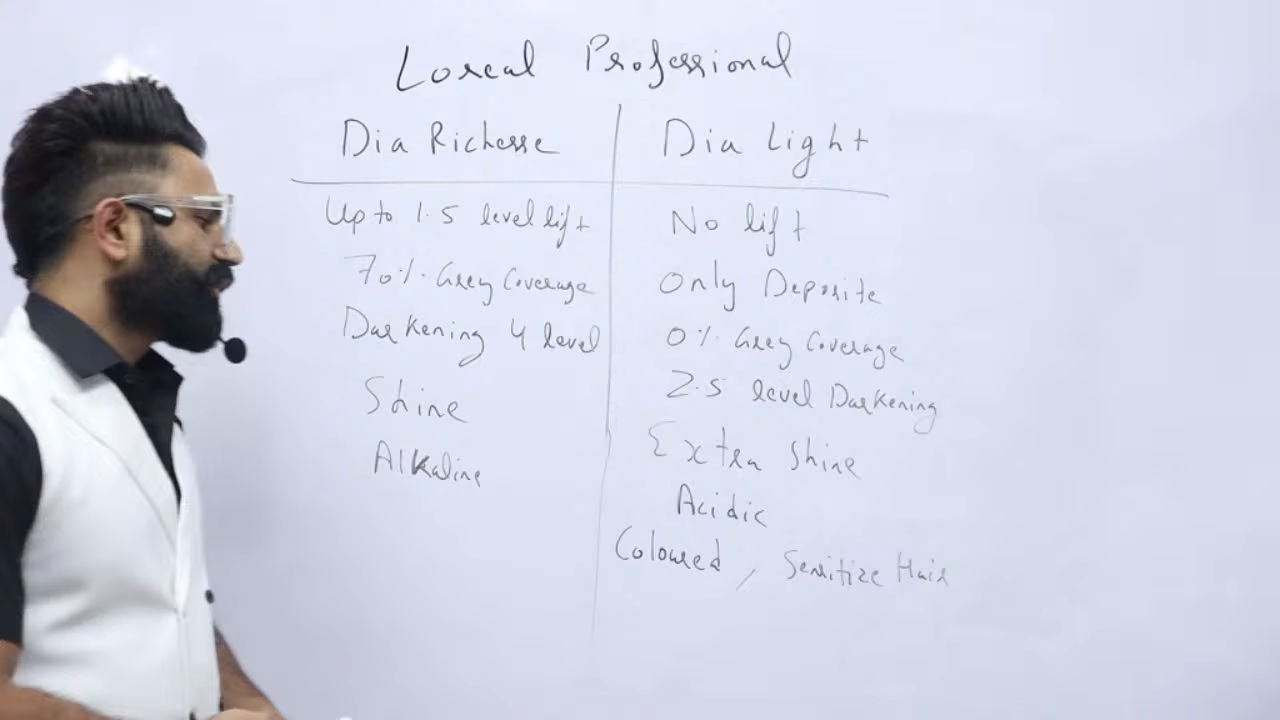 Loreal Professional
Dia Richesse
Dia Light
Up to 1.5 level lift
70% Grey Coverage
Darkening 4 level
Shine
Alkaline
No lift
Only Deposite
0% Grey Coverage
2.5 level Darkening
Extra Shine
Acidic
Coloured, Sensitize Hair